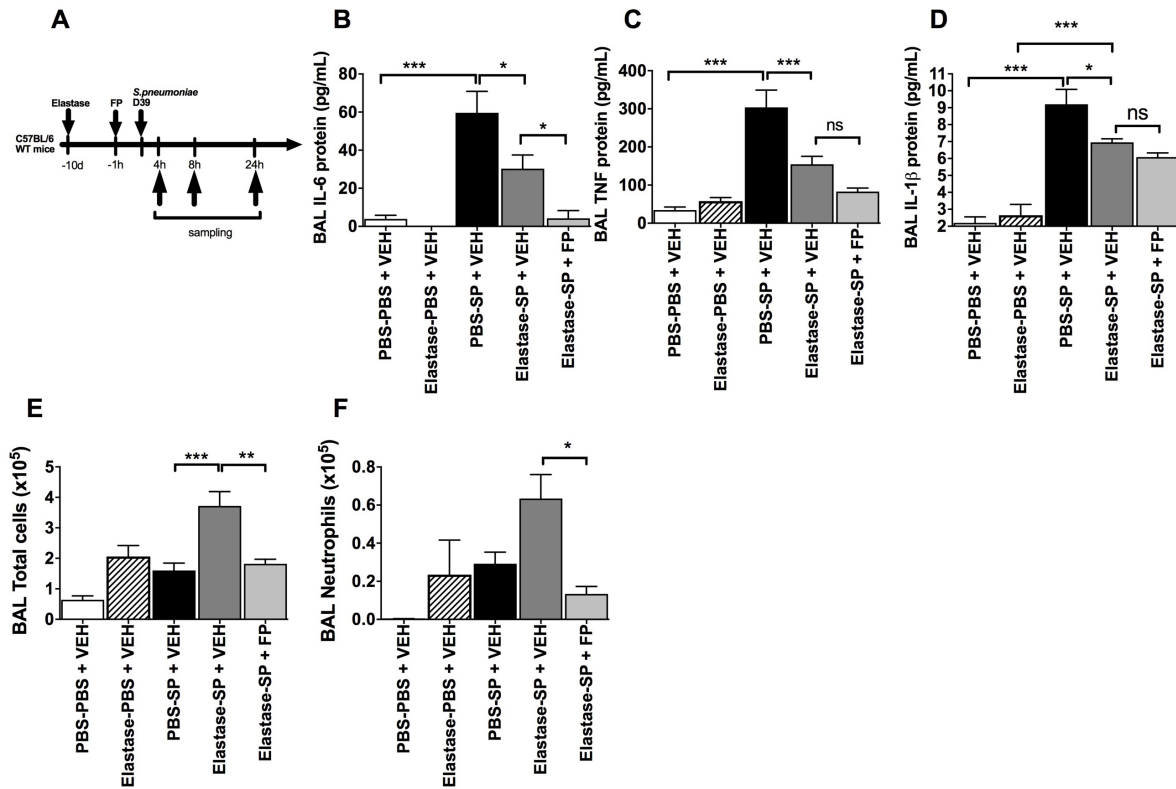 A
Elastase
FP
S.pneumoniae
D39
C57BL/6
WT mice
-10d
-1h
4h
8h
24h
sampling
B
BAL IL-6 protein (pg/mL)
80
60
40
20
0
***
*
*
PBS-PBS + VEH
Elastase-PBS + VEH
PBS-SP + VEH
Elastase-SP + VEH
Elastase-SP + FP
C
BAL TNF protein (pg/mL)
400
300
200
100
0
***
***
ns
PBS-PBS + VEH
Elastase-PBS + VEH
PBS-SP + VEH
Elastase-SP + VEH
Elastase-SP + FP
D
BAL IL-1β protein (pg/mL)
11
10
9
8
7
6
5
4
3
2
***
***
*
ns
PBS-PBS + VEH
Elastase-PBS + VEH
PBS-SP + VEH
Elastase-SP + VEH
Elastase-SP + FP
E
BAL Total cells (x10⁵)
5
4
3
2
1
0
***
**
PBS-PBS + VEH
Elastase-PBS + VEH
PBS-SP + VEH
Elastase-SP + VEH
Elastase-SP + FP
F
BAL Neutrophils (x10⁵)
0.8
0.6
0.4
0.2
0.0
*
PBS-PBS + VEH
Elastase-PBS + VEH
PBS-SP + VEH
Elastase-SP + VEH
Elastase-SP + FP